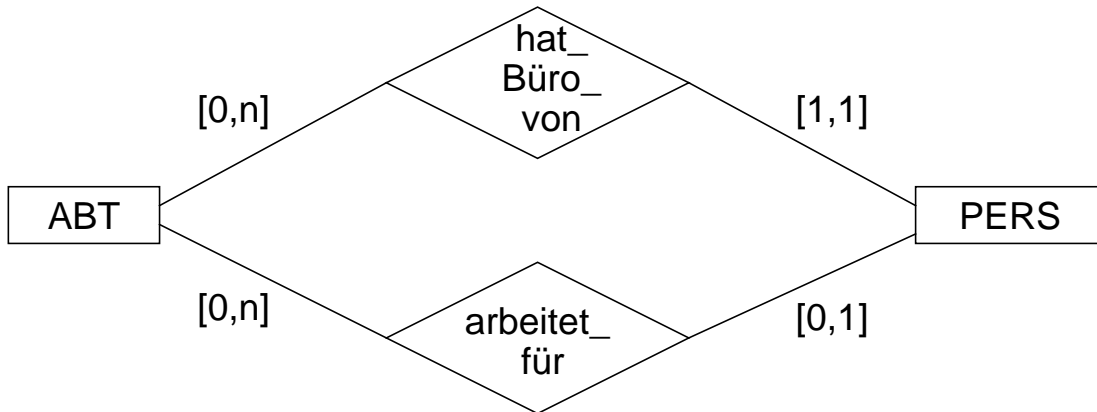 hat_
Büro_
von
[0,n]
[1,1]
ABT
PERS
[0,n]
[0,1]
arbeitet_
für